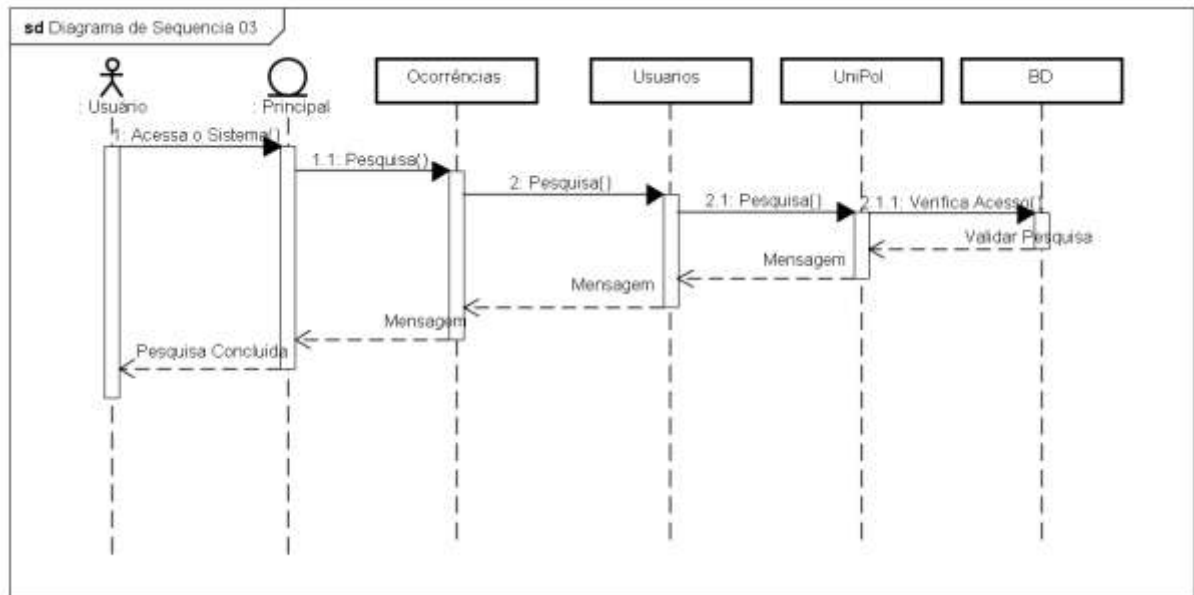 sd Diagrama de Sequencia 03
Ocorrências
Usuarios
UniPol
BD
: Usuário
: Principal
1: Acessa o Sistema()
1.1: Pesquisa()
2: Pesquisa()
2.1: Pesquisa()
2.1.1: Verifica Acesso()
Validar Pesquisa
Mensagem
Mensagem
Mensagem
Pesquisa Concluida